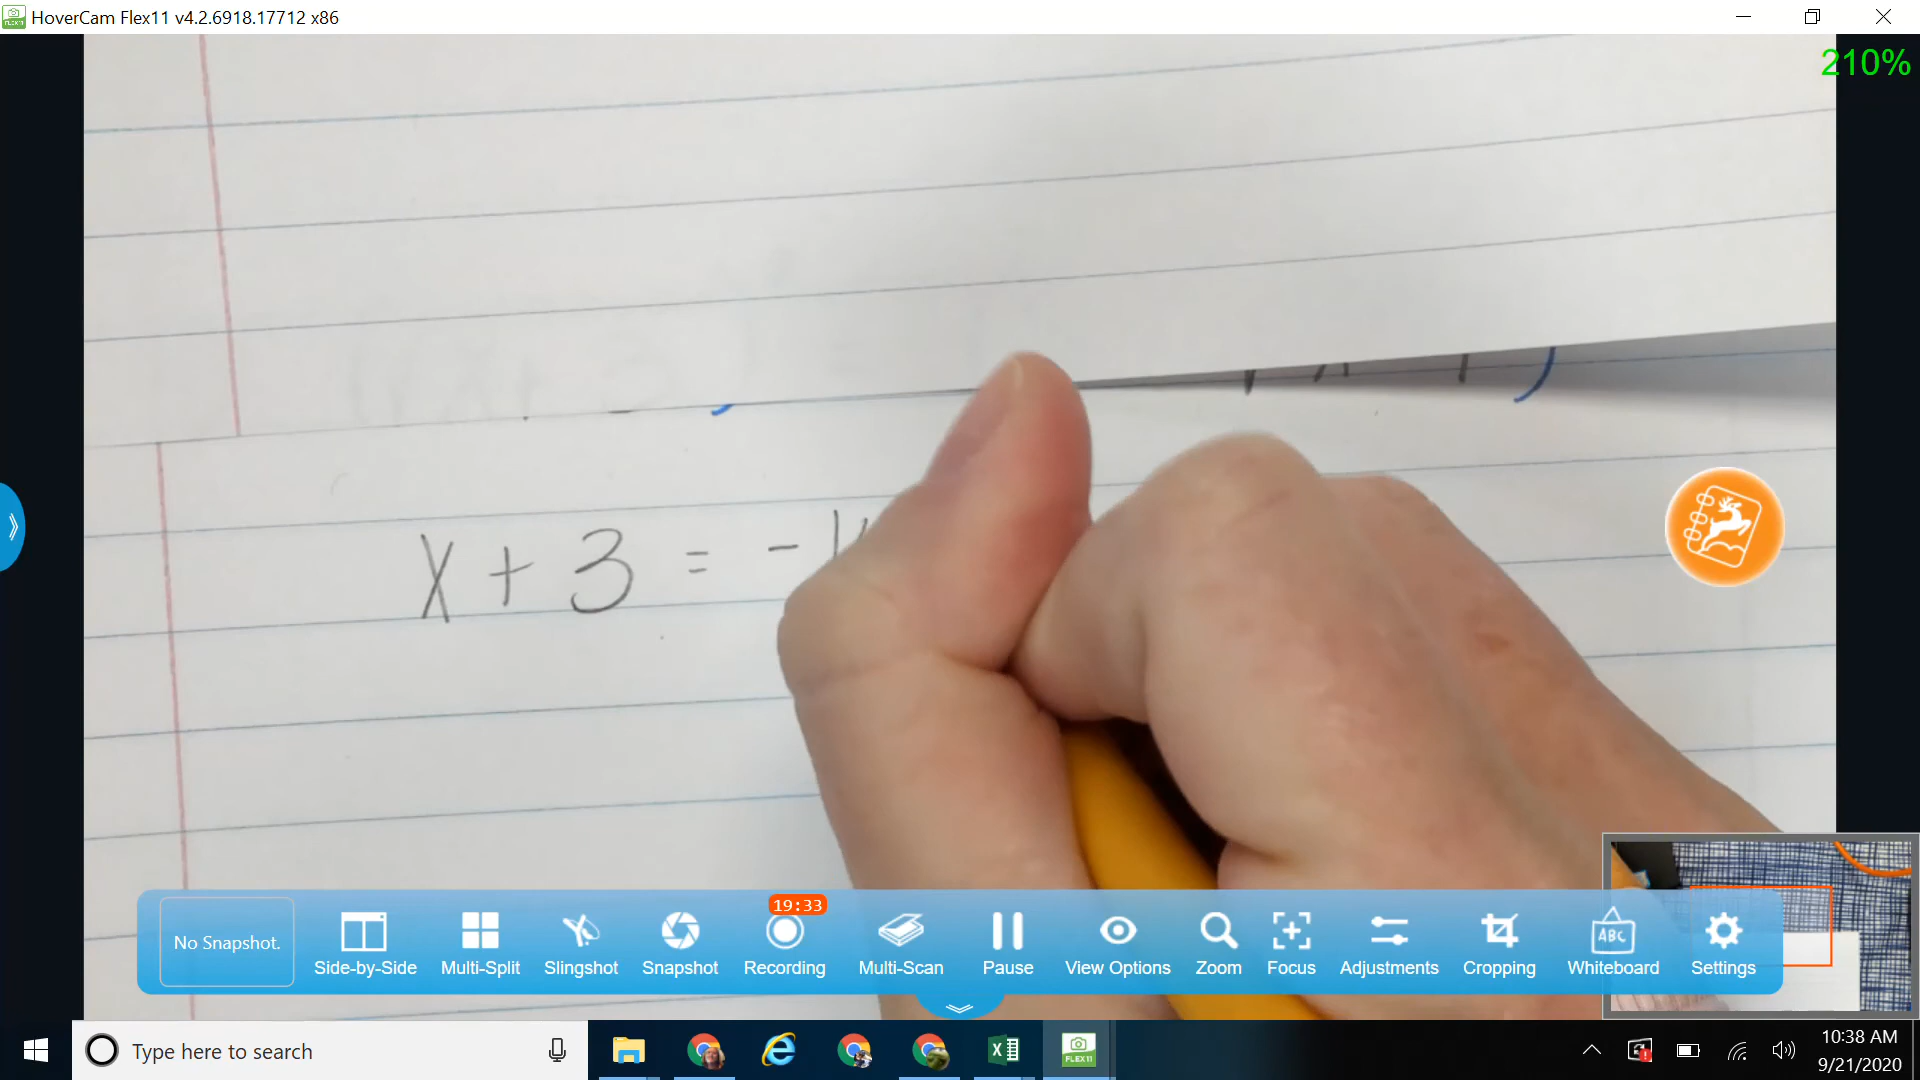 HoverCam Flex11 v4.2.6918.17712 x86
210%
x + 3 = -
19:33
No Snapshot.
Side-by-Side
Multi-Split
Slingshot
Snapshot
Recording
Multi-Scan
Pause
View Options
Zoom
Focus
Adjustments
Cropping
ABC
Whiteboard
Settings
Type here to search
FLEX11
10:38 AM
9/21/2020